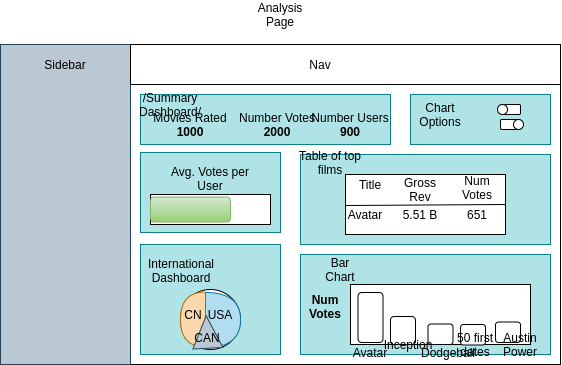 Analysis
Page
Sidebar
Nav
/Summary
Dashboard/
Movies Rated
1000
Number Votes
2000
Number Users
900
Chart
Options
Avg. Votes per
User
Table of top
films
Title
Gross
Rev
Num
Votes
Avatar
5.51 B
651
International
Dashboard
CN
USA
CAN
Bar
Chart
Num
Votes
Avatar
Inception
Dodgeball
50 first
dates
Austin
Power